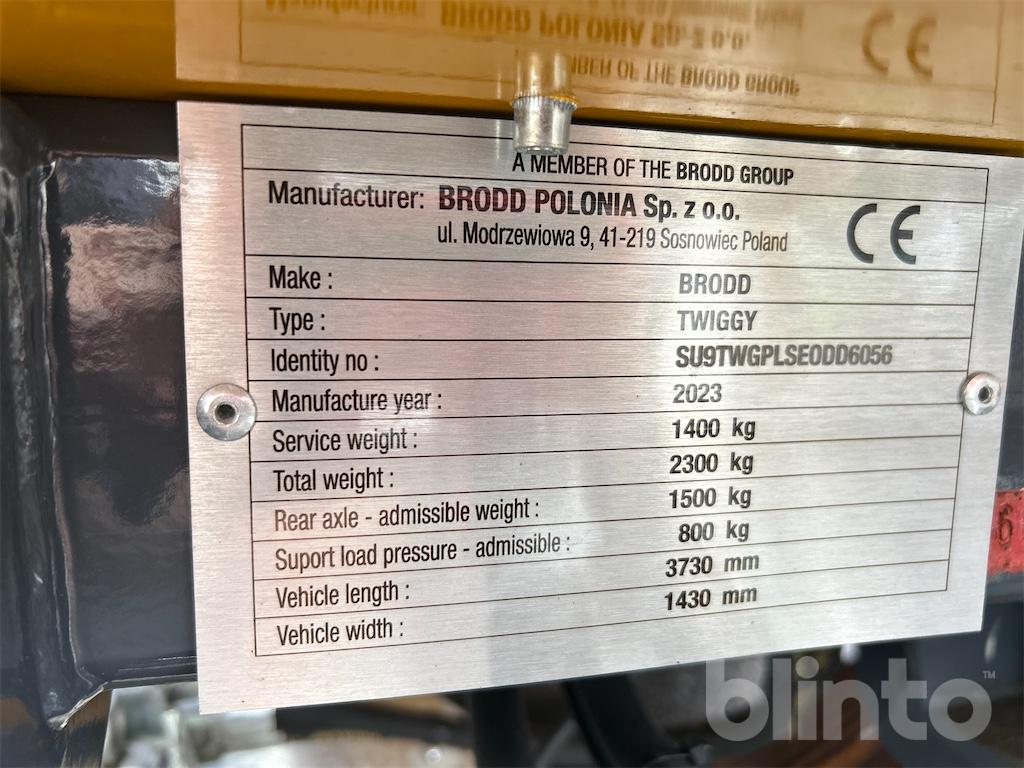 A MEMBER OF THE BRODD GROUP
Manufacturer: BRODD POLONIA Sp. z o.o.
ul. Modrzewiowa 9, 41-219 Sosnowiec Poland
CE
Make : BRODD
Type : TWIGGY
Identity no : SU9TWGPLSEODD6056
Manufacture year : 2023
Service weight : 1400 kg
Total weight : 2300 kg
Rear axle - admissible weight : 1500 kg
Suport load pressure - admissible : 800 kg
Vehicle length : 3730 mm
Vehicle width : 1430 mm
6
blinto™